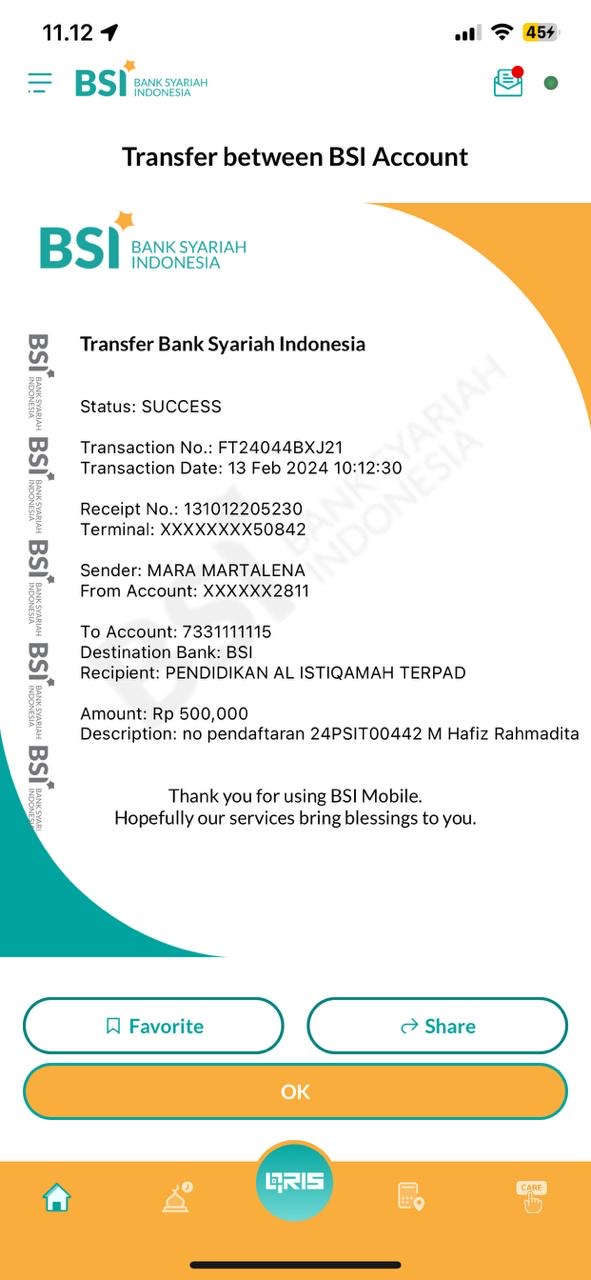 11.12
45
BSI BANK SYARIAH
INDONESIA
Transfer between BSI Account
BSI BANK SYARIAH
INDONESIA
Transfer Bank Syariah Indonesia
Status: SUCCESS
Transaction No.: FT24044BXJ21
Transaction Date: 13 Feb 2024 10:12:30
Receipt No.: 131012205230
Terminal: XXXXXXXX50842
Sender: MARA MARTALENA
From Account: XXXXXX2811
To Account: 7331111115
Destination Bank: BSI
Recipient: PENDIDIKAN AL ISTIQAMAH TERPAD
Amount: Rp 500,000
Description: no pendaftaran 24PSIT00442 M Hafiz Rahmadita
Thank you for using BSI Mobile.
Hopefully our services bring blessings to you.
BSI BANK SYARIAH
INDONESIA
BSI BANK SYARIAH
INDONESIA
BSI BANK SYARIAH
INDONESIA
BSI BANK SYARIAH
INDONESIA
BSI BANK SYARI
INDONESI
BSI BANK SYARIAH
INDONESIA
Favorite
Share
OK
QRIS
CARE